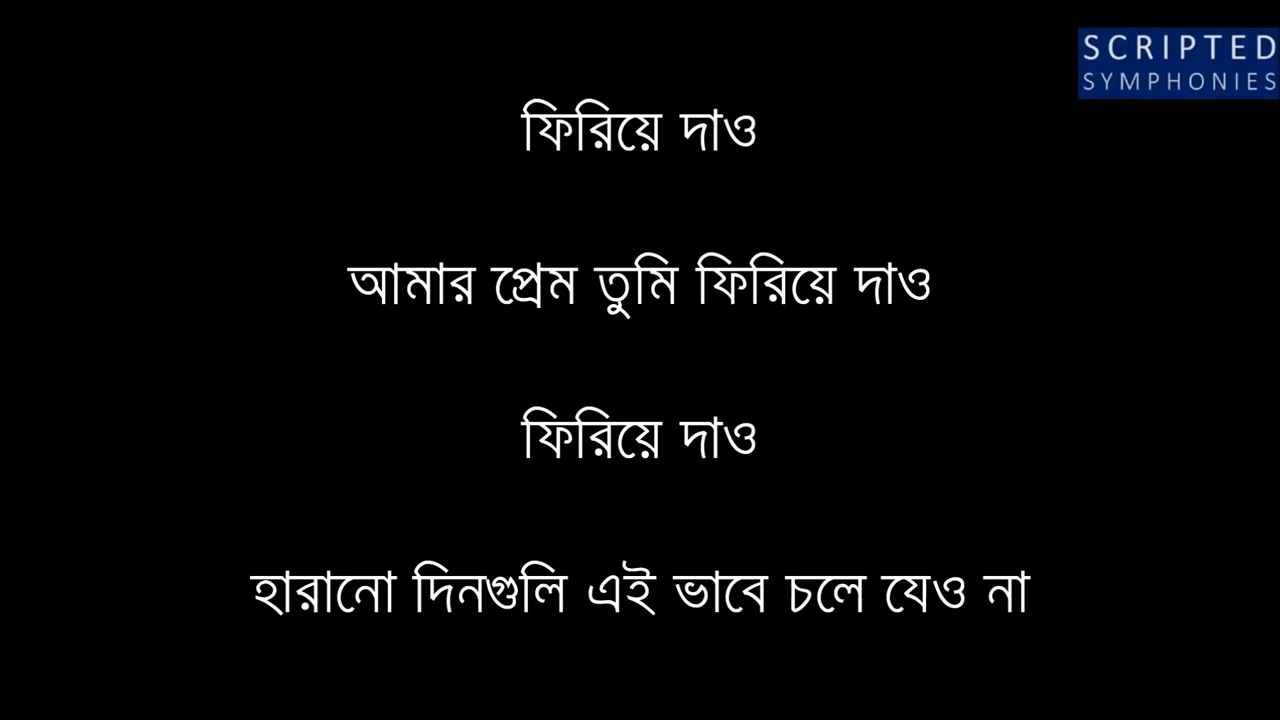 SCRIPTED
SYMPHONIES
ফিরিয়ে দাও
আমার প্রেম তুমি ফিরিয়ে দাও
ফিরিয়ে দাও
হারানো দিনগুলি এই ভাবে চলে যেও না